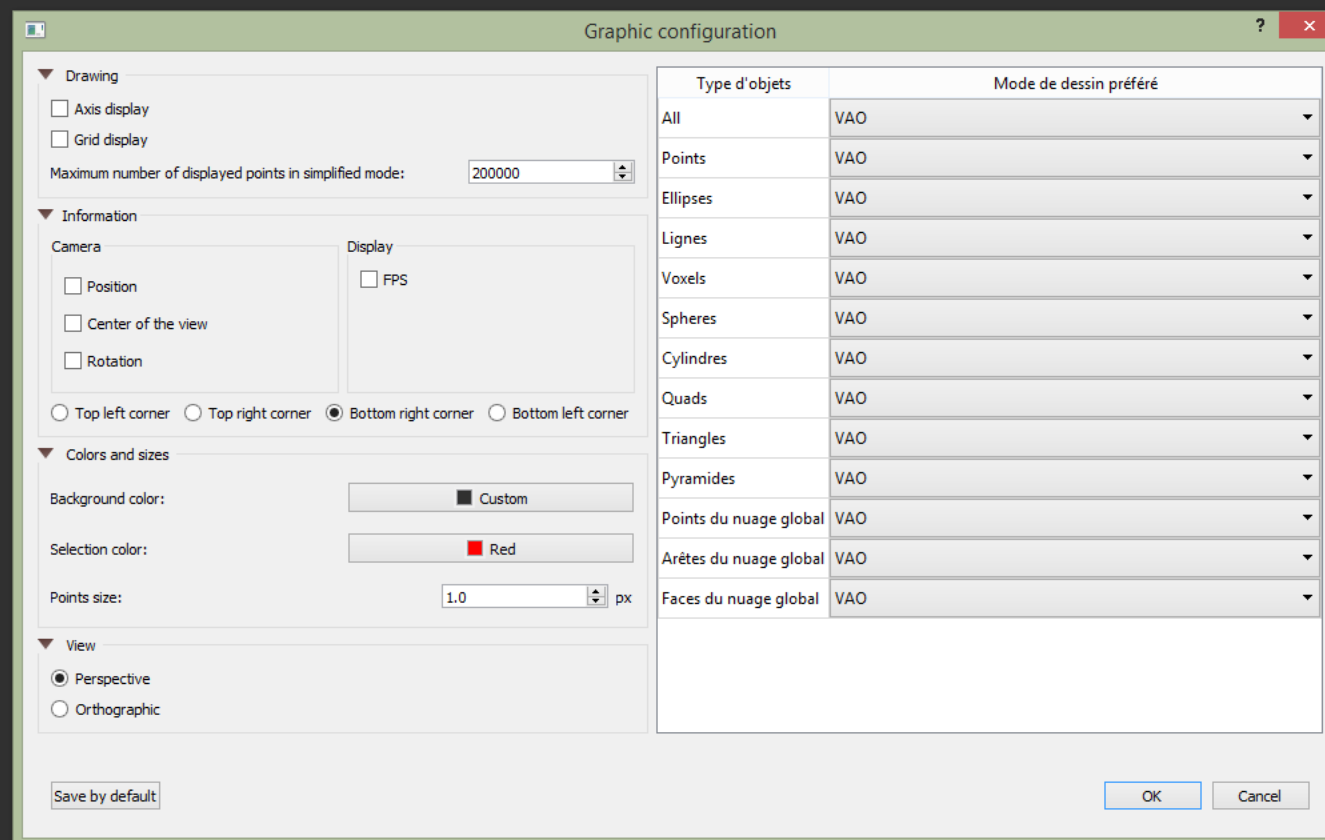 Graphic configuration
?
Drawing
Axis display
Grid display
Maximum number of displayed points in simplified mode: 200000
Information
Camera
Position
Center of the view
Rotation
Display
FPS
Top left corner Top right corner Bottom right corner Bottom left corner
Colors and sizes
Background color: Custom
Selection color: Red
Points size: 1.0 px
View
Perspective
Orthographic
Save by default
Type d'objets Mode de dessin préféré
All VAO
Points VAO
Ellipses VAO
Lignes VAO
Voxels VAO
Spheres VAO
Cylindres VAO
Quads VAO
Triangles VAO
Pyramides VAO
Points du nuage global VAO
Arêtes du nuage global VAO
Faces du nuage global VAO
OK Cancel